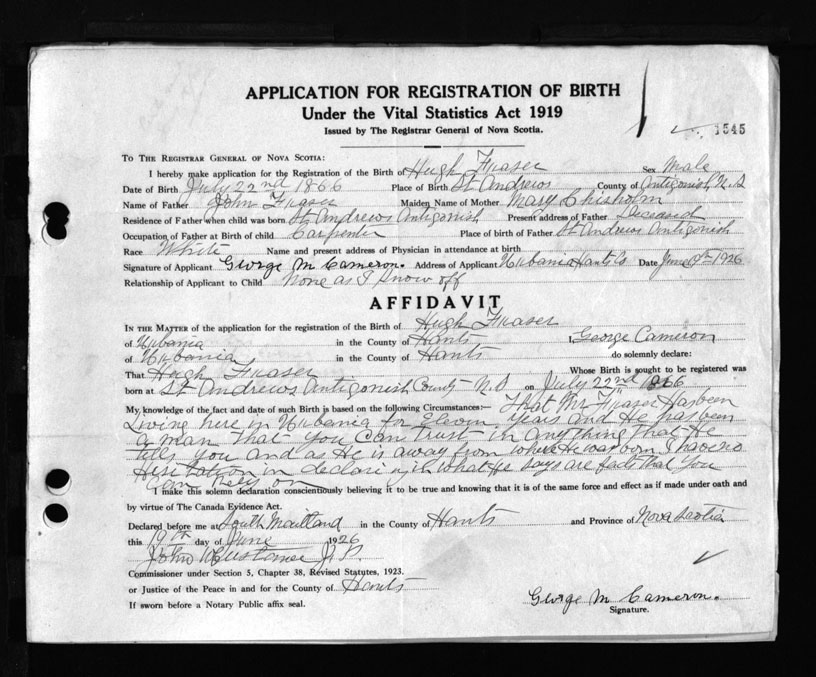 APPLICATION FOR REGISTRATION OF BIRTH
Under the Vital Statistics Act 1919
Issued by The Registrar General of Nova Scotia.
1545
TO THE REGISTRAR GENERAL OF NOVA SCOTIA:
I hereby make application for the Registration of the Birth of Hugh Fraser Sex Male
Date of Birth July 22nd 1866 Place of Birth St Andrews County of Antigonish, N.S
Name of Father John Fraser Maiden Name of Mother Mary Chisholm
Residence of Father when child was born St Andrews Antigonish Present address of Father Deceased
Occupation of Father at Birth of child Carpenter Place of birth of Father St Andrews Antigonish
Race White Name and present address of Physician in attendance at birth
Signature of Applicant George M Cameron. Address of Applicant Urbania Hants Co Date June 19th 1926
Relationship of Applicant to Child None as I know off
AFFIDAVIT
IN THE MATTER of the application for the registration of the Birth of Hugh Fraser
of Urbania in the County of Hants I, George Cameron
of Urbania in the County of Hants do solemnly declare:
That Hugh Fraser Whose Birth is sought to be registered was
born at St Andrews Antigonish County N.S on July 22nd 1866
My knowledge of the fact and date of such Birth is based on the following Circumstances:— That Mr Fraser Has been
Living here in Urbania for Eleven years and He has been
a man that you can trust in anything that He
tells you and as He is away from where He was born I have no
Hesitation in declaring what He says are facts that you
can rely on
I make this solemn declaration conscientiously believing it to be true and knowing that it is of the same force and effect as if made under oath and
by virtue of The Canada Evidence Act.
Declared before me at South Maitland in the County of Hants and Province of Nova Scotia
this 19th day of June 1926
John J.P.
Commissioner under Section 5, Chapter 38, Revised Statutes, 1923.
or Justice of the Peace in and for the County of Hants
If sworn before a Notary Public affix seal.
George M Cameron.
Signature.